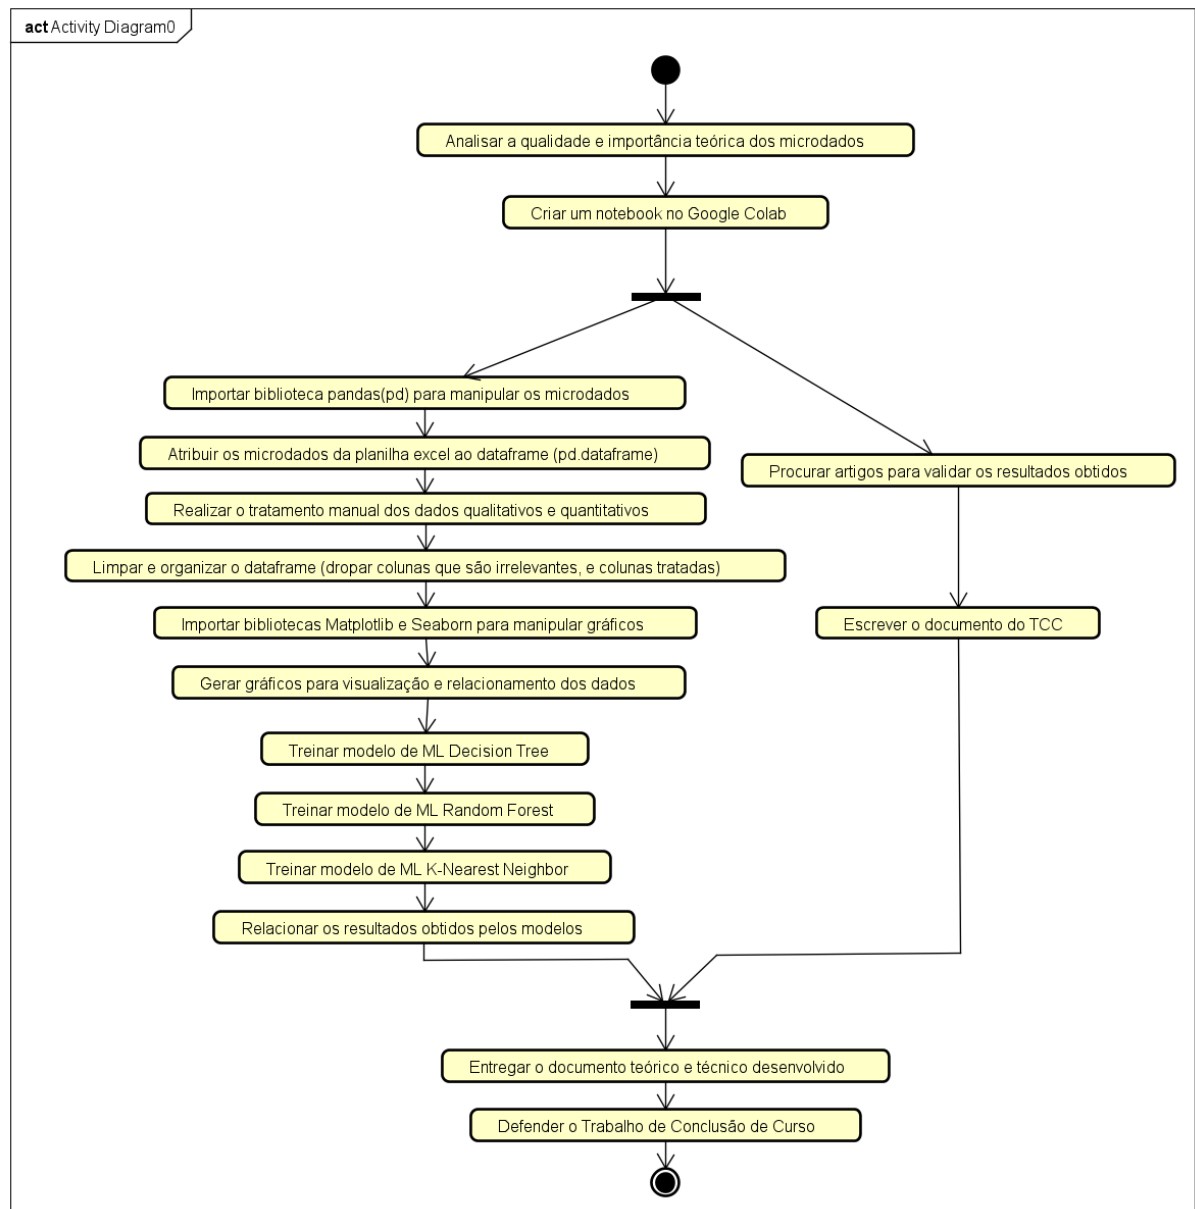 act Activity Diagram0
Analisar a qualidade e importância teórica dos microdados
Criar um notebook no Google Colab
Importar biblioteca pandas(pd) para manipular os microdados
Atribuir os microdados da planilha excel ao dataframe (pd.dataframe)
Realizar o tratamento manual dos dados qualitativos e quantitativos
Limpar e organizar o dataframe (dropar colunas que são irrelevantes, e colunas tratadas)
Importar bibliotecas Matplotlib e Seaborn para manipular gráficos
Gerar gráficos para visualização e relacionamento dos dados
Treinar modelo de ML Decision Tree
Treinar modelo de ML Random Forest
Treinar modelo de ML K-Nearest Neighbor
Relacionar os resultados obtidos pelos modelos
Procurar artigos para validar os resultados obtidos
Escrever o documento do TCC
Entregar o documento teórico e técnico desenvolvido
Defender o Trabalho de Conclusão de Curso